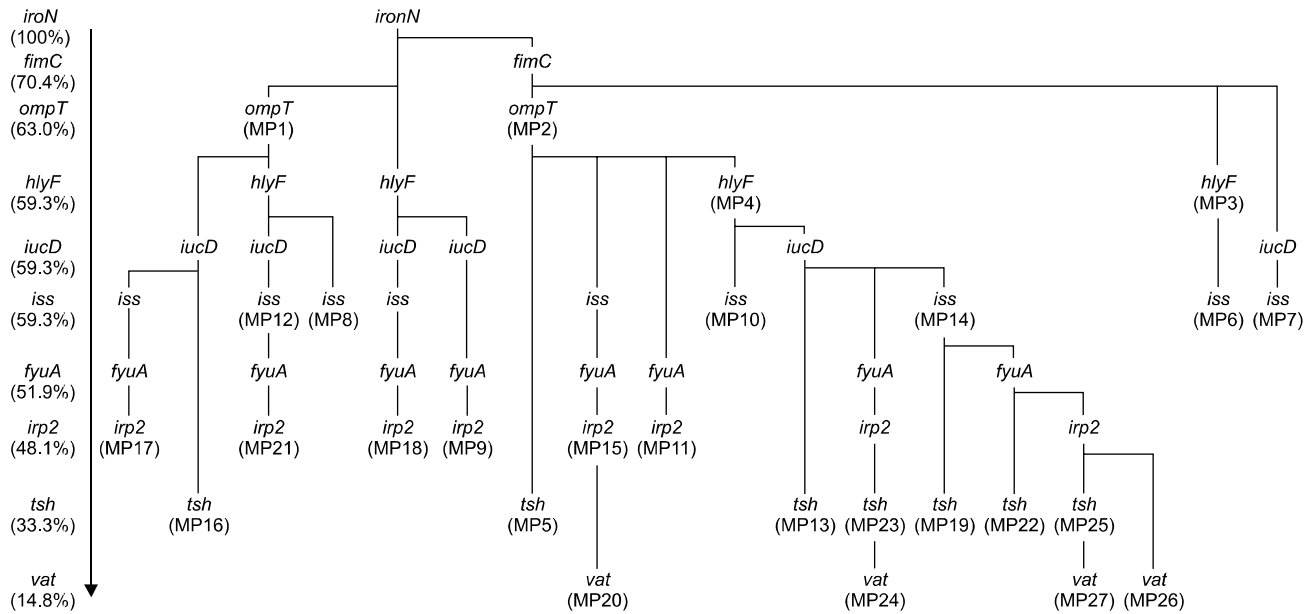 iroN ironN
(100%)
fimC fimC
(70.4%)
ompT ompT ompT
(63.0%) (MP1) (MP2)
hlyF hlyF hlyF hlyF hlyF
(59.3%) (MP4) (MP3)
iucD iucD iucD iucD iucD iucD iucD
(59.3%)
iss iss iss iss iss iss iss iss iss iss
(59.3%) (MP12) (MP8) (MP10) (MP14) (MP6) (MP7)
fyuA fyuA fyuA fyuA fyuA fyuA fyuA fyuA fyuA
(51.9%)
irp2 irp2 irp2 irp2 irp2 irp2 irp2 irp2 irp2
(48.1%) (MP17) (MP21) (MP18) (MP9) (MP15) (MP11)
tsh tsh tsh tsh tsh tsh tsh tsh
(33.3%) (MP16) (MP5) (MP13) (MP23) (MP19) (MP22) (MP25)
vat vat vat vat vat
(14.8%) (MP20) (MP24) (MP27) (MP26)